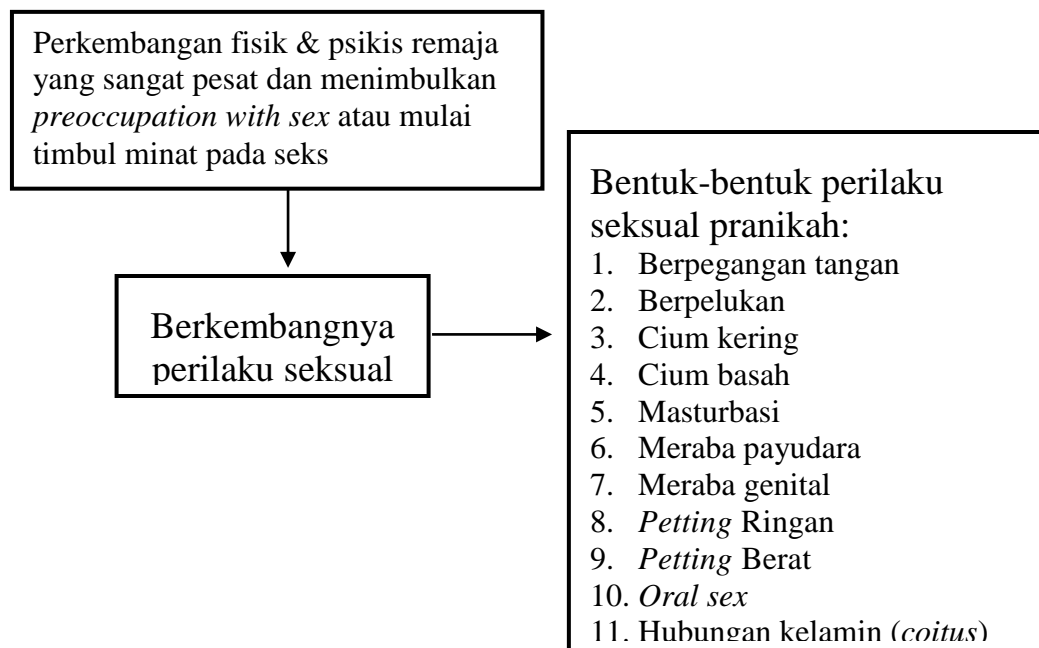 Perkembangan fisik & psikis remaja
yang sangat pesat dan menimbulkan
preoccupation with sex atau mulai
timbul minat pada seks
Berkembangnya
perilaku seksual
Bentuk-bentuk perilaku
seksual pranikah:
1. Berpegangan tangan
2. Berpelukan
3. Cium kering
4. Cium basah
5. Masturbasi
6. Meraba payudara
7. Meraba genital
8. Petting Ringan
9. Petting Berat
10. Oral sex
11. Hubungan kelamin (coitus)